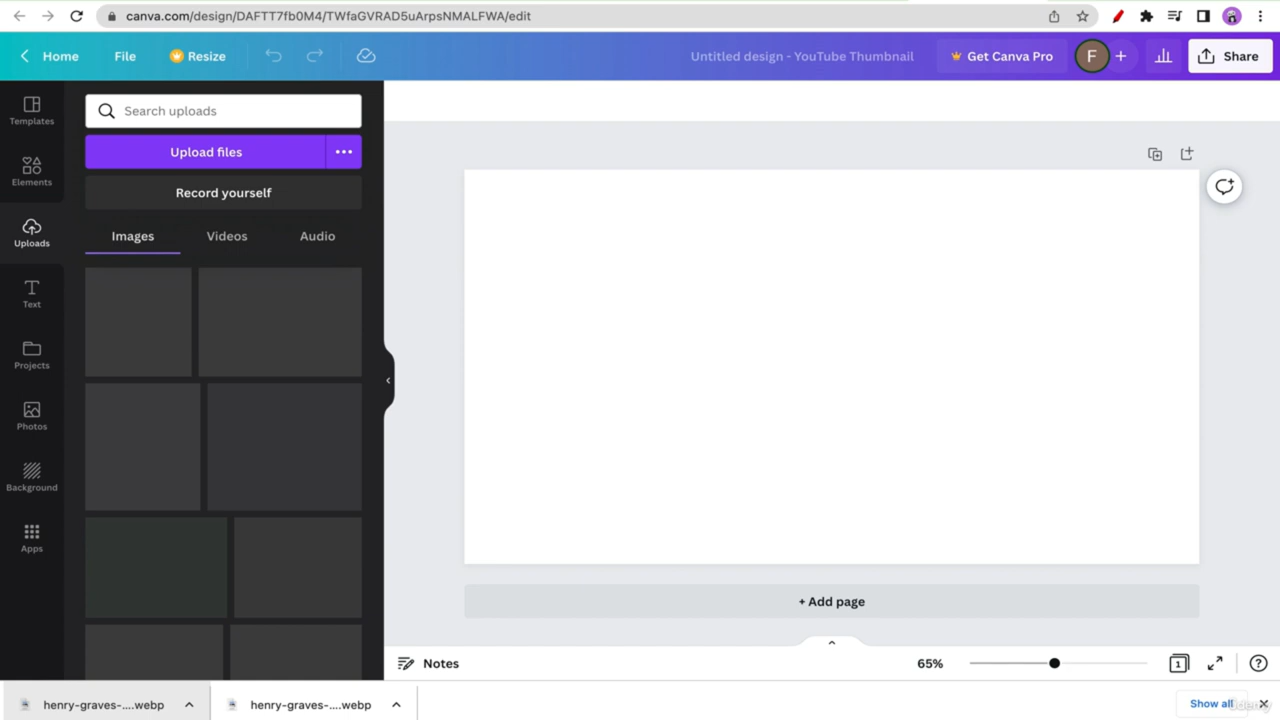 canva.com/design/DAFTT7fb0M4/TWfaGVRAD5uArpsNMALFWA/edit
Home
File
Resize
Untitled design - YouTube Thumbnail
Get Canva Pro
F
+
Share
Templates
Elements
Uploads
Text
Projects
Photos
Background
Apps
Search uploads
Upload files
Record yourself
Images
Videos
Audio
+ Add page
Notes
65%
1
?
henry-graves-....webp
henry-graves-....webp
Show all
udemy